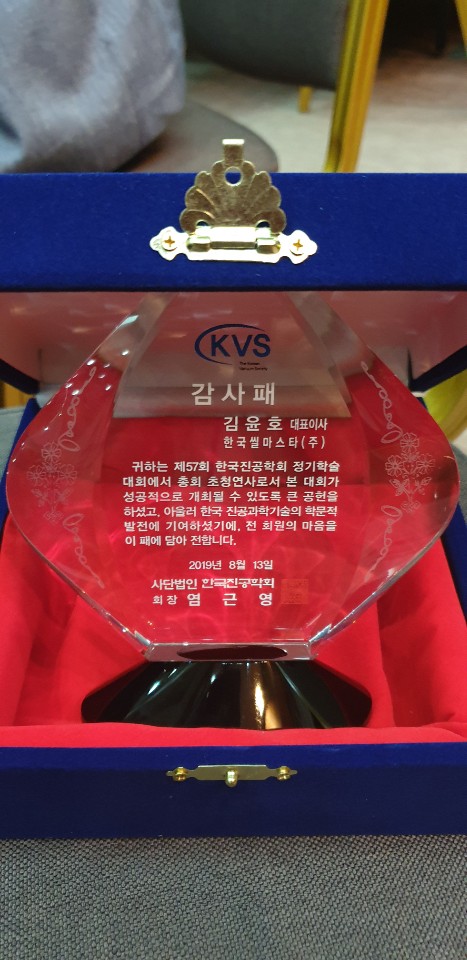 KVS
The Korean
Vacuum Society
감사패
김윤호 대표이사
한국씰마스타(주)
귀하는 제57회 한국진공학회 정기학술
대회에서 총회 초청연사로서 본 대회가
성공적으로 개최될 수 있도록 큰 공헌을
하셨고, 아울러 한국 진공과학기술의 학문적
발전에 기여하셨기에, 전 회원의 마음을
이 패에 담아 전합니다.
2019년 8월 13일
사단법인 한국진공학회
회장 염근영